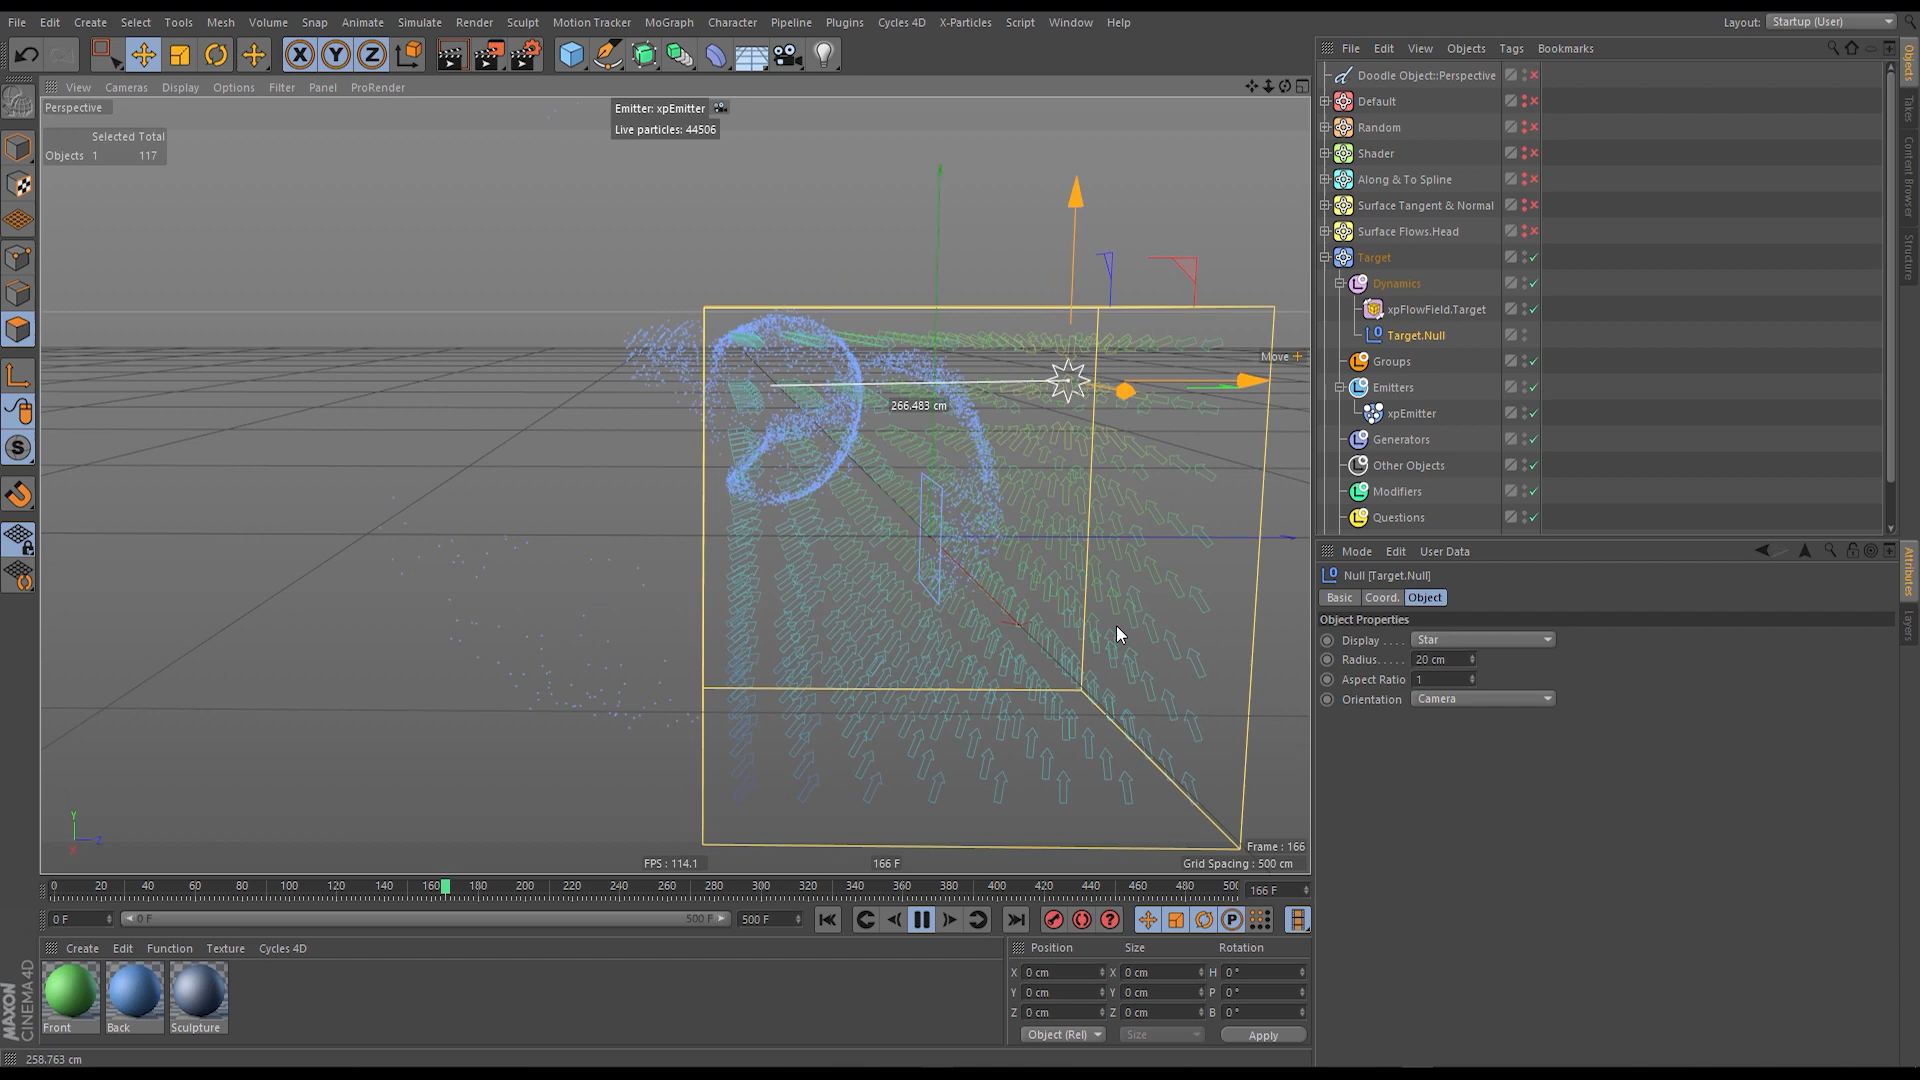 File Edit Create Select Tools Mesh Volume Snap Animate Simulate Render Sculpt Motion Tracker MoGraph Character Pipeline Plugins Cycles 4D X-Particles Script Window Help
Layout: Startup (User)
X Y Z
View Cameras Display Options Filter Panel ProRender
Perspective
Selected Total
Objects 1 117
Emitter: xpEmitter
Live particles: 44506
Move
266.483 cm
Y
Z
X
FPS : 114.1
166 F
Frame : 166
Grid Spacing : 500 cm
0 20 40 60 80 100 120 140 160 180 200 220 240 260 280 300 320 340 360 380 400 420 440 460 480 500
166 F
0 F
0 F
500 F
500 F
P
Create Edit Function Texture Cycles 4D
Front Back Sculpture
MAXON
CINEMA 4D
Position Size Rotation
X 0 cm X 0 cm H 0 °
Y 0 cm Y 0 cm P 0 °
Z 0 cm Z 0 cm B 0 °
Object (Rel) Size Apply
258.763 cm
File Edit View Objects Tags Bookmarks
Doodle Object::Perspective
Default
Random
Shader
Along & To Spline
Surface Tangent & Normal
Surface Flows.Head
Target
Dynamics
xpFlowField.Target
Target.Null
Groups
Emitters
xpEmitter
Generators
Other Objects
Modifiers
Questions
Objects
Takes
Content Browser
Structure
Mode Edit User Data
Null [Target.Null]
Basic Coord. Object
Object Properties
Display . . . . Star
Radius. . . . . 20 cm
Aspect Ratio 1
Orientation Camera
Attributes
Layers